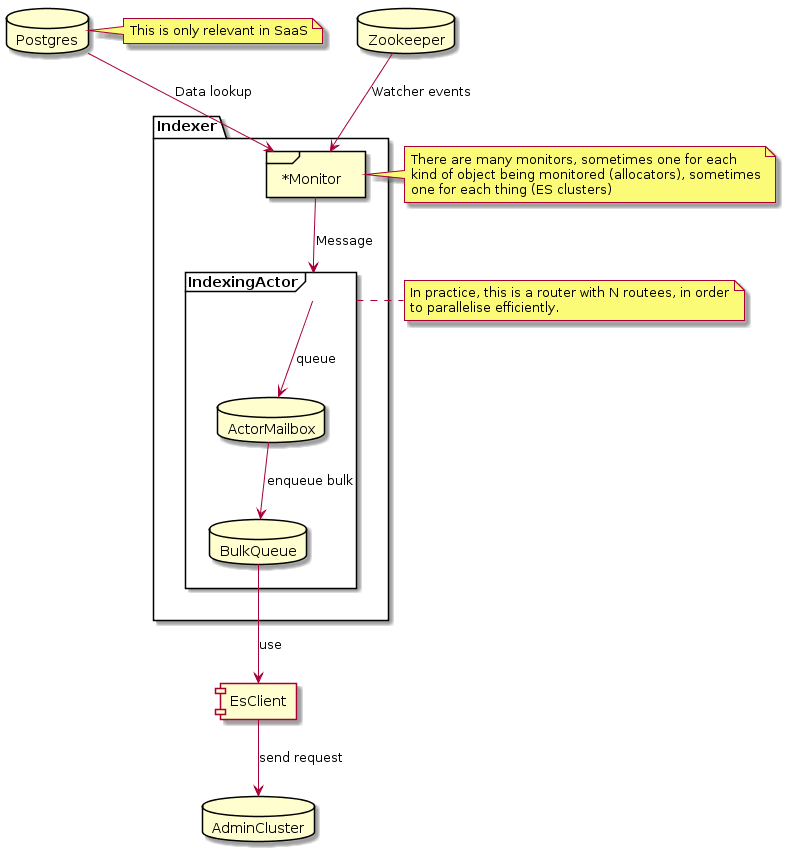 Postgres
This is only relevant in SaaS
Zookeeper
Data lookup
Watcher events
Indexer
*Monitor
There are many monitors, sometimes one for each
kind of object being monitored (allocators), sometimes
one for each thing (ES clusters)
Message
IndexingActor
In practice, this is a router with N routees, in order
to parallelise efficiently.
queue
ActorMailbox
enqueue bulk
BulkQueue
use
EsClient
send request
AdminCluster